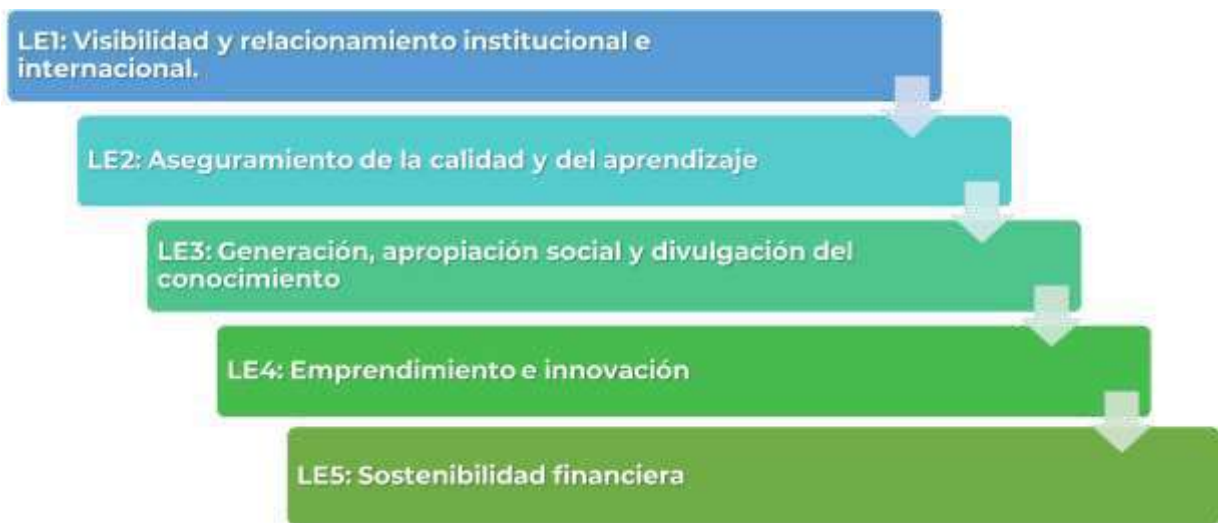 LE1: Visibilidad y relacionamiento institucional e
internacional.
LE2: Aseguramiento de la calidad y del aprendizaje
LE3: Generación, apropiación social y divulgación del
conocimiento
LE4: Emprendimiento e innovación
LE5: Sostenibilidad financiera